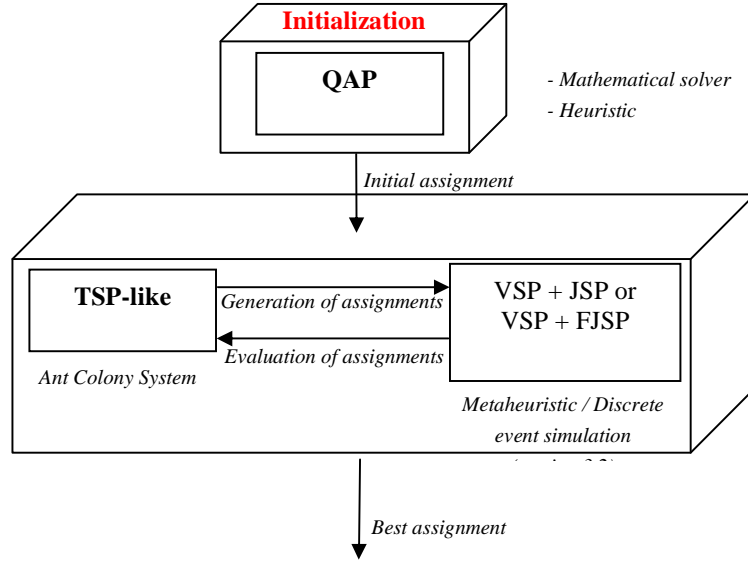 Initialization
QAP
- Mathematical solver
- Heuristic
Initial assignment
TSP-like
Generation of assignments
VSP + JSP or
VSP + FJSP
Evaluation of assignments
Ant Colony System
Metaheuristic / Discrete
event simulation
Best assignment